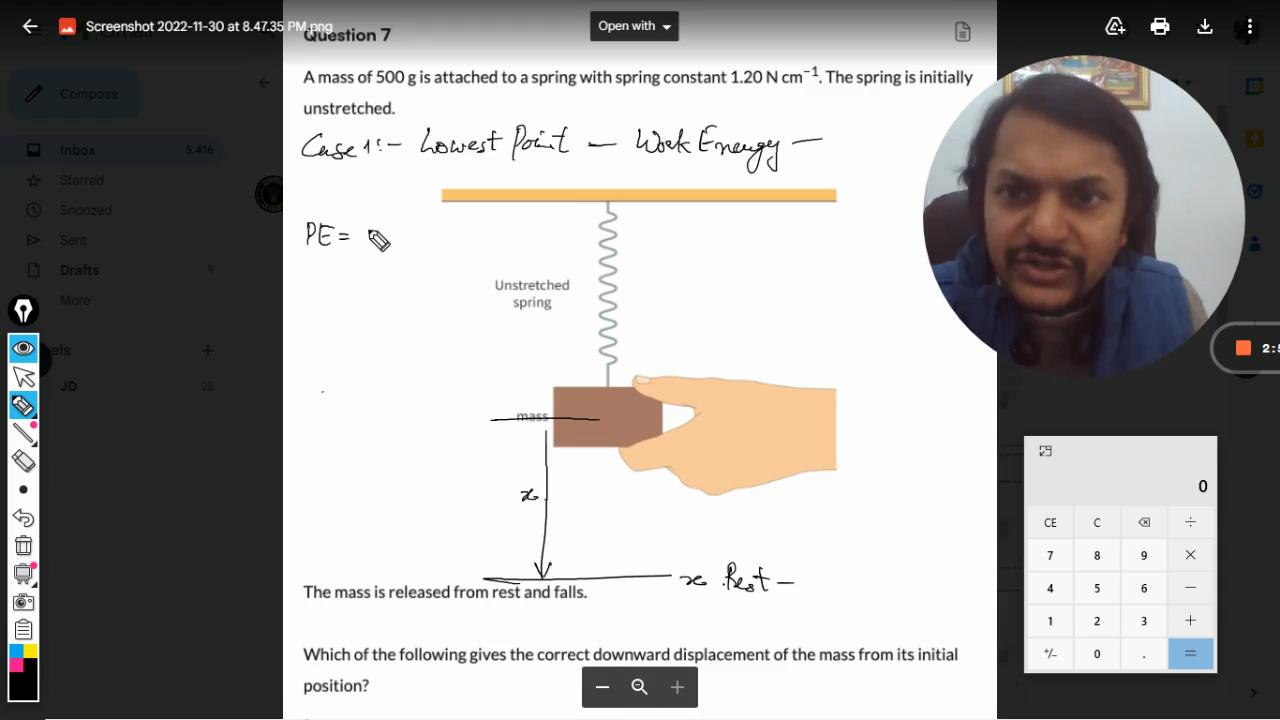 Screenshot 2022-11-30 at 8.47.35 PM.png
Open with
Compose
Inbox 5,416
Starred
Snoozed
Sent
Drafts 9
More
els +
JD 25
Question 7
A mass of 500 g is attached to a spring with spring constant 1.20 N cm⁻¹. The spring is initially
unstretched.
Case 1:- Lowest Point — Work Energy —
PE =
Unstretched
spring
mass
x
x Rest —
The mass is released from rest and falls.
Which of the following gives the correct downward displacement of the mass from its initial
position?
2:
0
CE C ÷
7 8 9 ×
4 5 6 −
1 2 3 +
+/− 0 . =